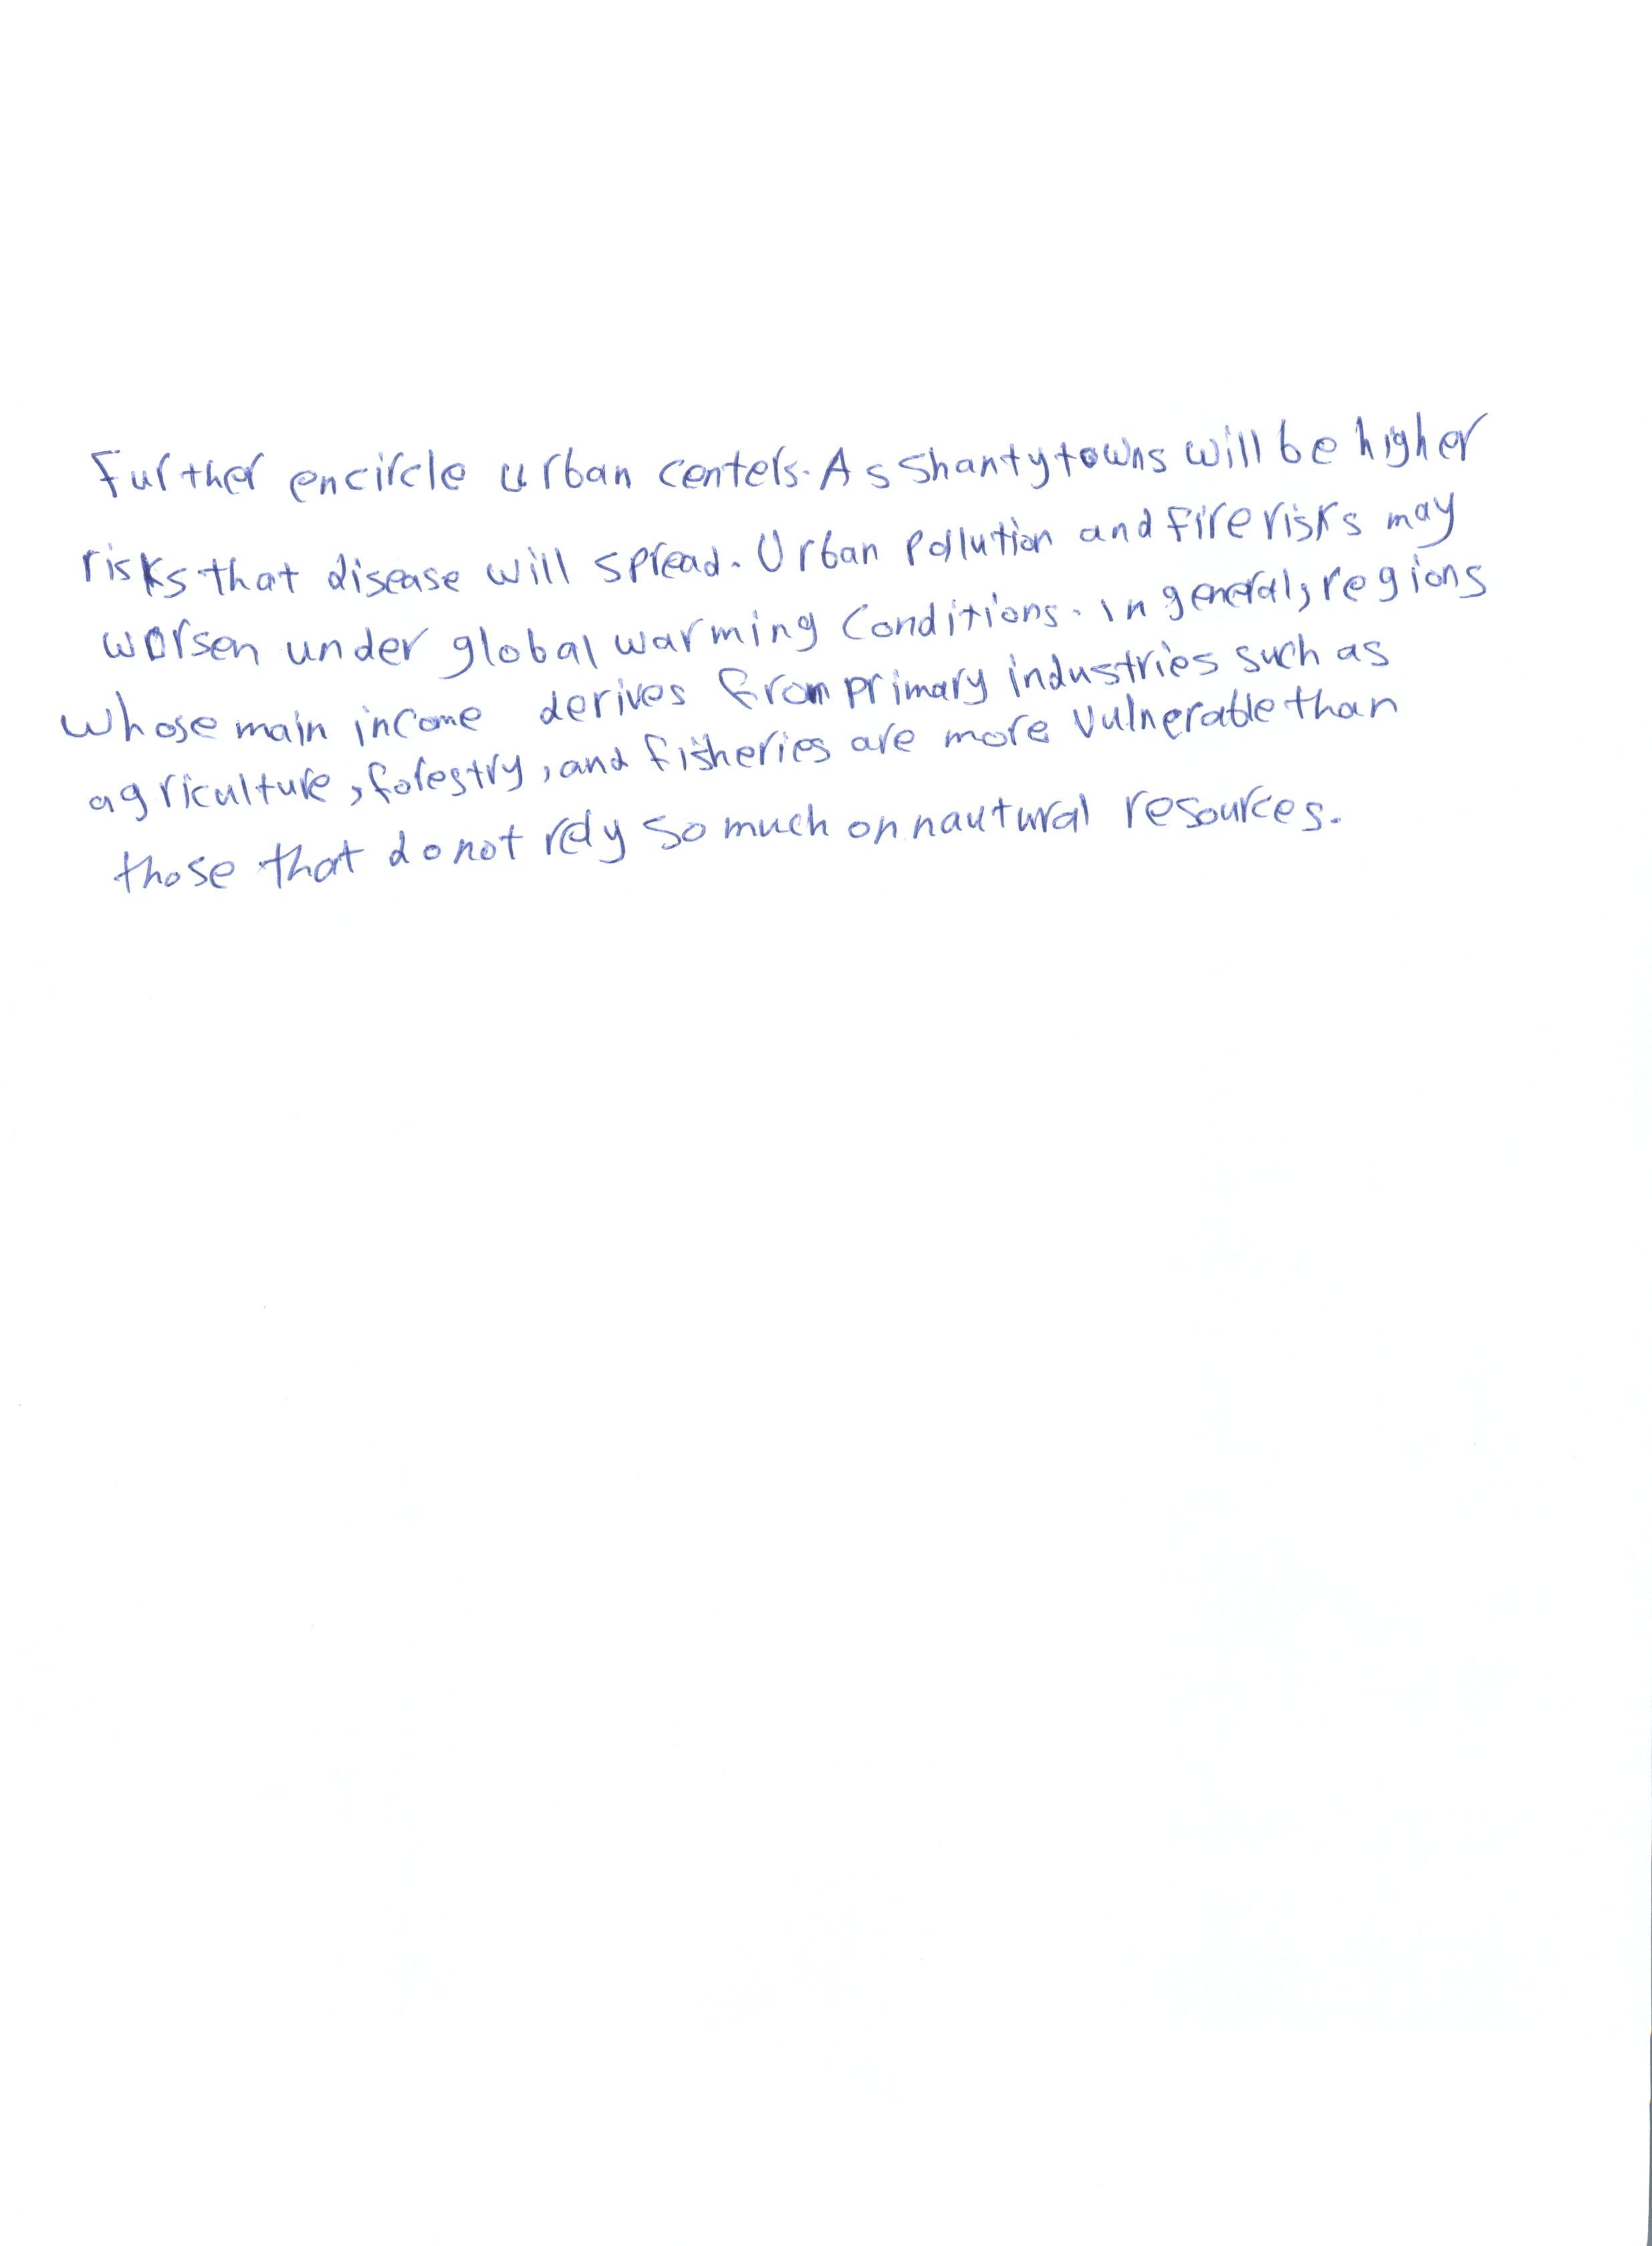 Further encircle urban centers. As Shantytowns will be higher
risks that disease will spread. Urban pollution and fire risks may
worsen under global warming Conditions. In general, regions
whose main income derives from primary industries such as
agriculture, forestry, and fisheries are more vulnerable than
those that do not rely so much on nautural resources.